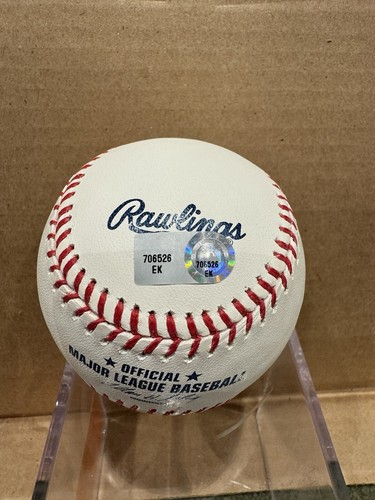 Rawlings
706526
EK
706526
EK
★ OFFICIAL ★
MAJOR LEAGUE BASEBALL